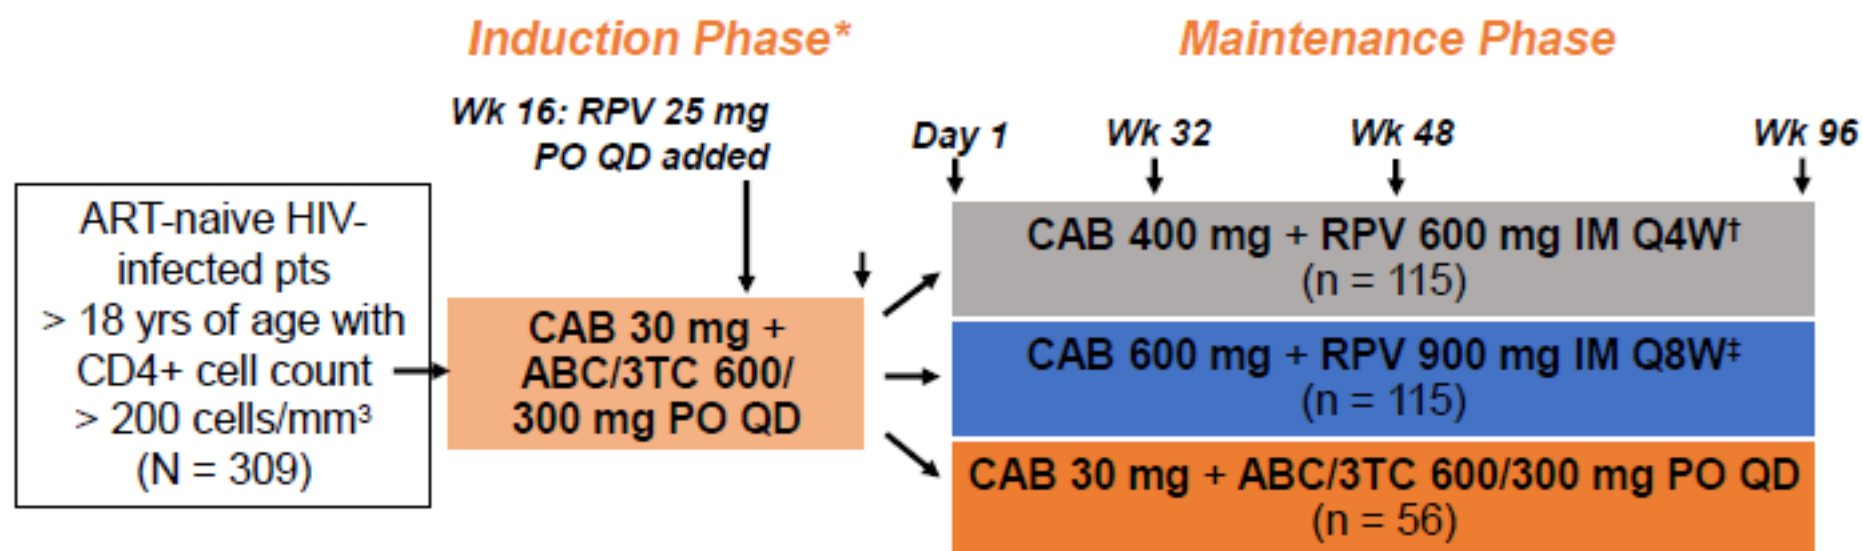 Induction Phase*
Maintenance Phase
Wk 16: RPV 25 mg
PO QD added
Day 1
Wk 32
Wk 48
Wk 96
ART-naive HIV-
infected pts
> 18 yrs of age with
CD4+ cell count
> 200 cells/mm³
(N = 309)
CAB 30 mg +
ABC/3TC 600/
300 mg PO QD
CAB 400 mg + RPV 600 mg IM Q4W†
(n = 115)
CAB 600 mg + RPV 900 mg IM Q8W‡
(n = 115)
CAB 30 mg + ABC/3TC 600/300 mg PO QD
(n = 56)